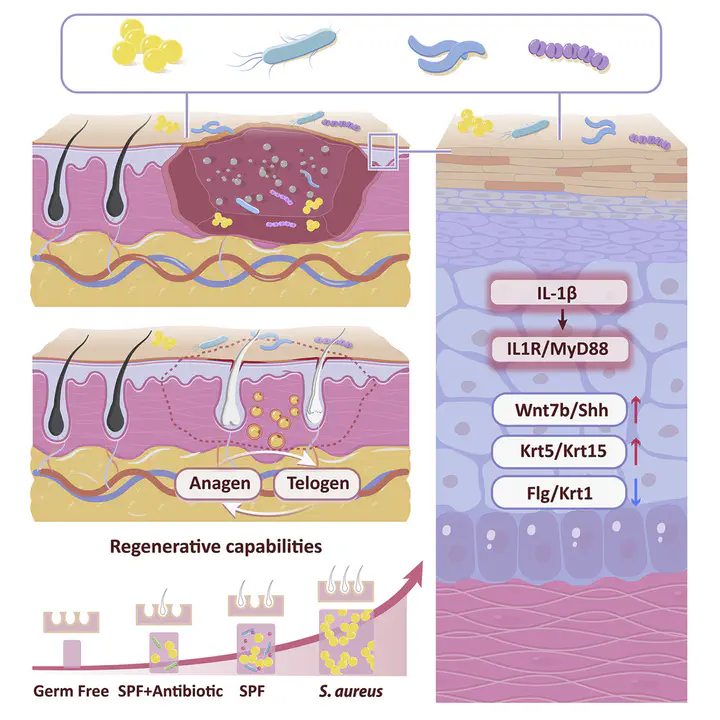 IL-1β
IL1R/MyD88
Wnt7b/Shh
Krt5/Krt15
Flg/Krt1
Anagen
Telogen
Regenerative capabilities
Germ Free
SPF+Antibiotic
SPF
S. aureus